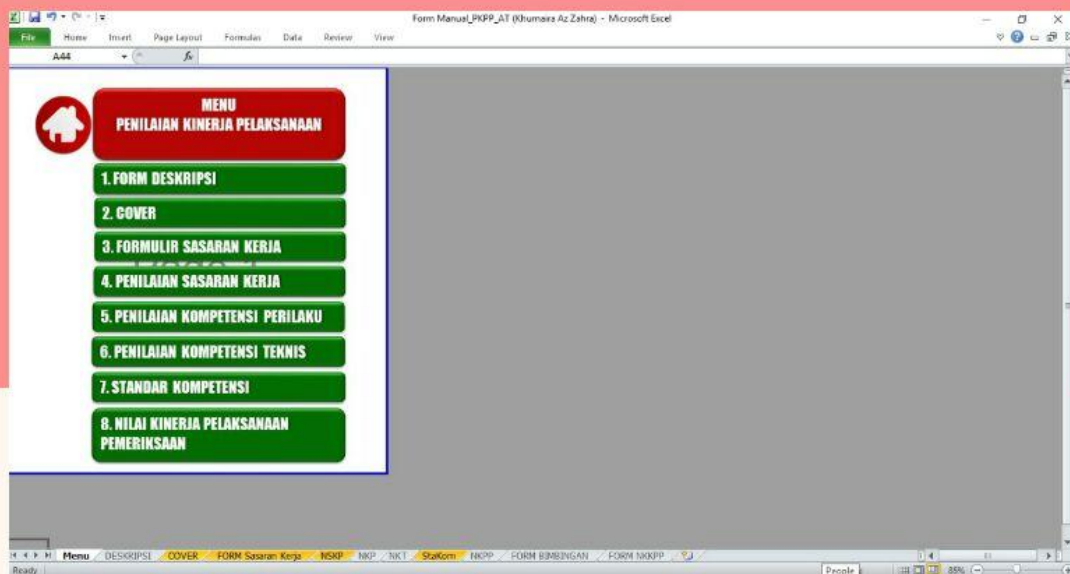 Form Manual_PKPP_AT (Khumaira Az Zahra) - Microsoft Excel
File Home Insert Page Layout Formulas Data Review View
A44 fx
MENU
PENILAIAN KINERJA PELAKSANAAN
1. FORM DESKRIPSI
2. COVER
3. FORMULIR SASARAN KERJA
4. PENILAIAN SASARAN KERJA
5. PENILAIAN KOMPETENSI PERILAKU
6. PENILAIAN KOMPETENSI TEKNIS
7. STANDAR KOMPETENSI
8. NILAI KINERJA PELAKSANAAN
PEMERIKSAAN
Menu DESKRIPSI COVER FORM Sasaran Kerja NSKP NKP NKT StaKom NKPP FORM BIMBINGAN FORM NKKPP
Ready People 85%